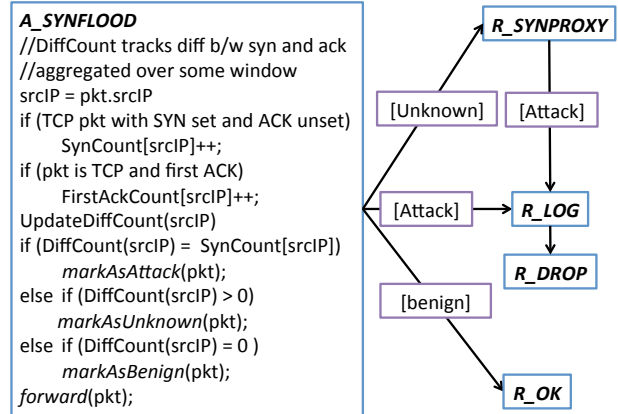 A_SYNFLOOD
//DiffCount tracks diff b/w syn and ack
//aggregated over some window
srcIP = pkt.srcIP
if (TCP pkt with SYN set and ACK unset)
SynCount[srcIP]++;
if (pkt is TCP and first ACK)
FirstAckCount[srcIP]++;
UpdateDiffCount(srcIP)
if (DiffCount(srcIP) = SynCount[srcIP])
markAsAttack(pkt);
else if (DiffCount(srcIP) > 0)
markAsUnknown(pkt);
else if (DiffCount(srcIP) = 0 )
markAsBenign(pkt);
forward(pkt);
R_SYNPROXY
[Unknown]
[Attack]
[Attack]
R_LOG
R_DROP
[benign]
R_OK